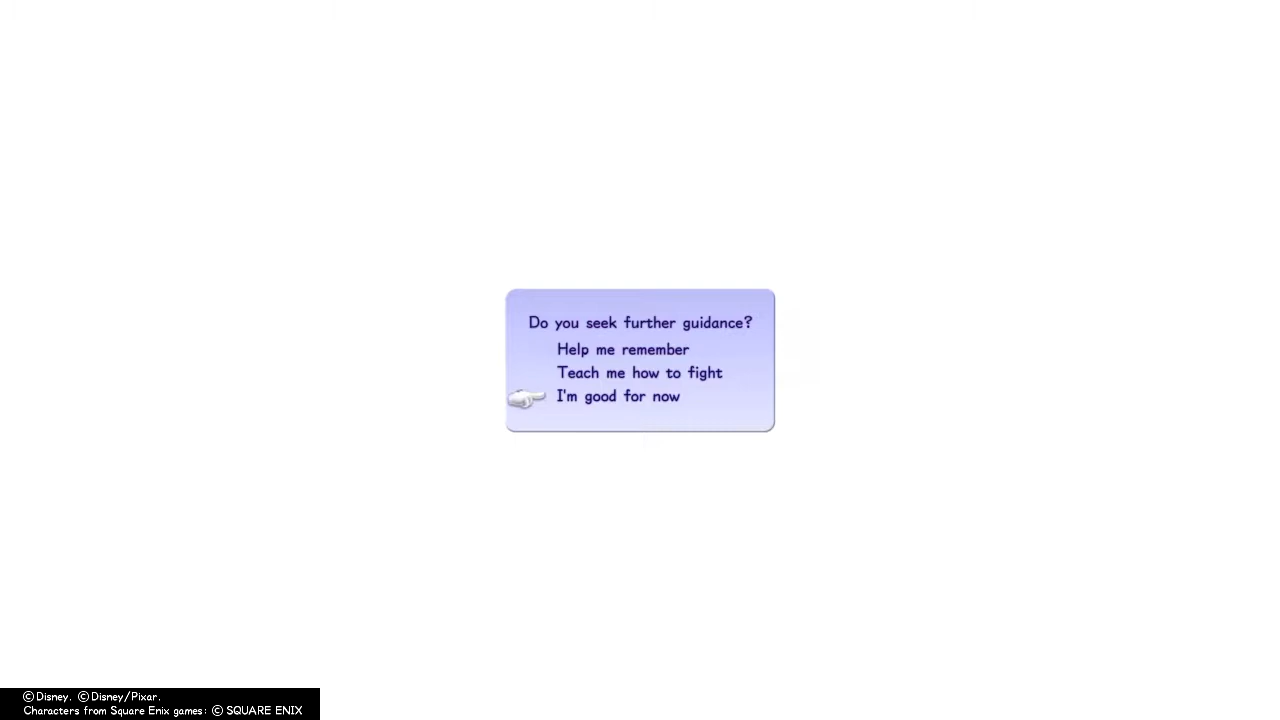 Do you seek further guidance?
Help me remember
Teach me how to fight
I'm good for now
©Disney. ©Disney/Pixar.
Characters from Square Enix games: © SQUARE ENIX